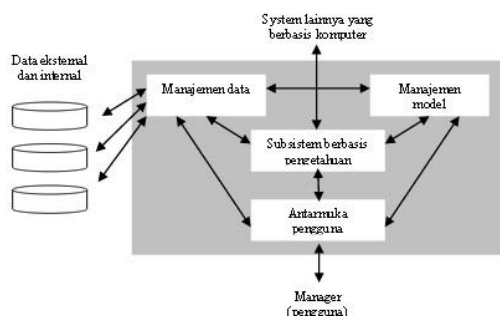 System lainnya yang
berbasis komputer
Data eksternal
dan internal
Manajemen data
Manajemen
model
Subsistem berbasis
pengetahuan
Antarmuka
pengguna
Manager
(pengguna)